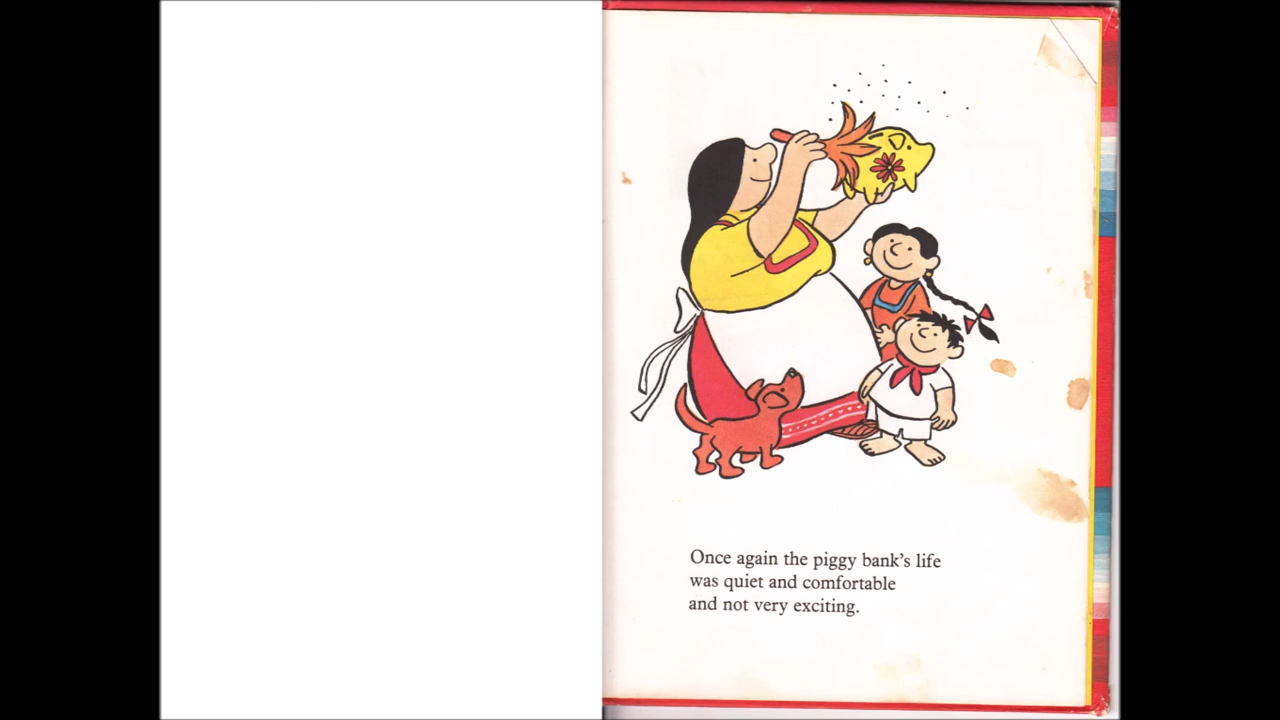 Once again the piggy bank's life
was quiet and comfortable
and not very exciting.